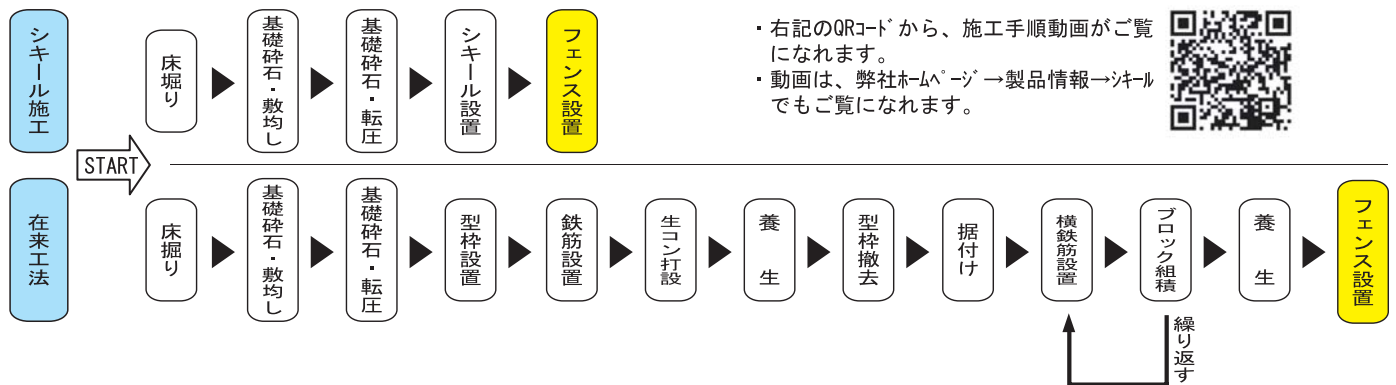 シキール施工
床堀り
基礎砕石・敷均し
基礎砕石・転圧
シキール設置
フェンス設置
・右記のQRｺｰﾄﾞから、施工手順動画がご覧
になれます。
・動画は、弊社ﾎｰﾑﾍﾟｰｼﾞ→製品情報→ｼｷｰﾙ
でもご覧になれます。
START
在来工法
床掘り
基礎砕石・敷均し
基礎砕石・転圧
型枠設置
鉄筋設置
生コン打設
養生
型枠撤去
据付け
横鉄筋設置
ブロック組積
養生
フェンス設置
繰り返す